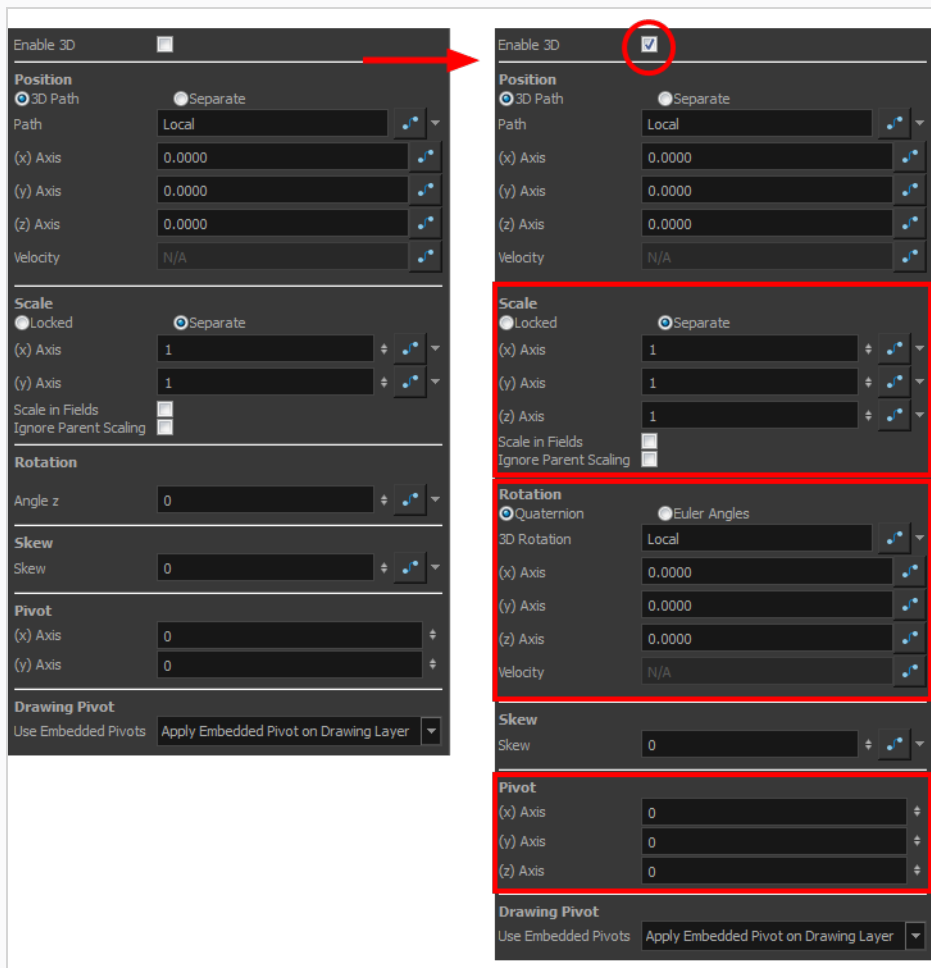 Enable 3D
Position
3D Path Separate
Path Local
(x) Axis 0.0000
(y) Axis 0.0000
(z) Axis 0.0000
Velocity N/A
Scale
Locked Separate
(x) Axis 1
(y) Axis 1
Scale in Fields
Ignore Parent Scaling
Rotation
Angle z 0
Skew
Skew 0
Pivot
(x) Axis 0
(y) Axis 0
Drawing Pivot
Use Embedded Pivots Apply Embedded Pivot on Drawing Layer
Enable 3D
Position
3D Path Separate
Path Local
(x) Axis 0.0000
(y) Axis 0.0000
(z) Axis 0.0000
Velocity N/A
Scale
Locked Separate
(x) Axis 1
(y) Axis 1
(z) Axis 1
Scale in Fields
Ignore Parent Scaling
Rotation
Quaternion Euler Angles
3D Rotation Local
(x) Axis 0.0000
(y) Axis 0.0000
(z) Axis 0.0000
Velocity N/A
Skew
Skew 0
Pivot
(x) Axis 0
(y) Axis 0
(z) Axis 0
Drawing Pivot
Use Embedded Pivots Apply Embedded Pivot on Drawing Layer